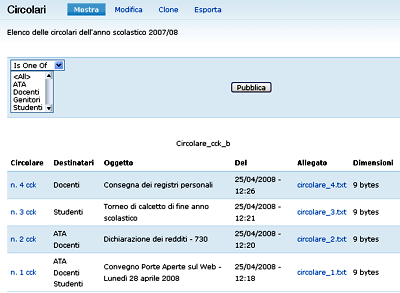 Circolari Mostra Modifica Clone Esporta
Elenco delle circolari dell'anno scolastico 2007/08
Is One Of
<All>
ATA
Docenti
Genitori
Studenti
Pubblica
Circolare_cck_b
Circolare Destinatari Oggetto Del Allegato Dimensioni
n. 4 cck Docenti Consegna dei registri personali 25/04/2008 - 12:26 circolare_4.txt 9 bytes
n. 3 cck Studenti Torneo di calcetto di fine anno scolastico 25/04/2008 - 12:21 circolare_3.txt 9 bytes
n. 2 cck ATA Docenti Dichiarazione dei redditi - 730 25/04/2008 - 12:20 circolare_2.txt 9 bytes
n. 1 cck ATA Docenti Studenti Convegno Porte Aperte sul Web - Lunedì 28 aprile 2008 25/04/2008 - 12:18 circolare_1.txt 9 bytes